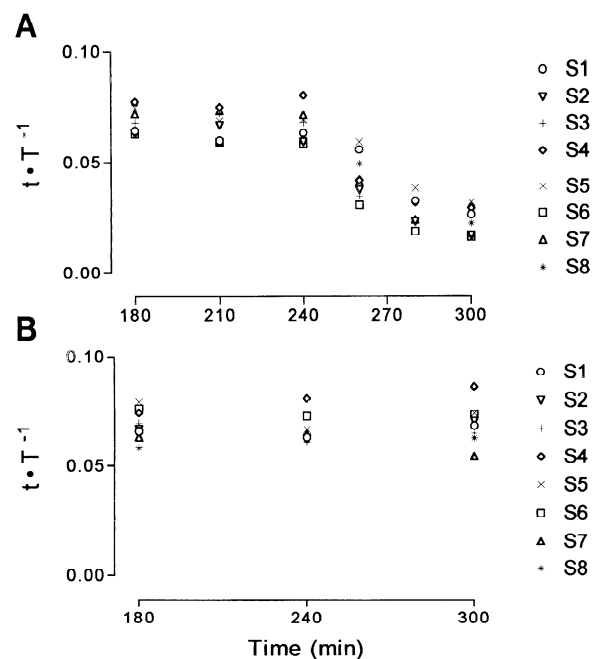 A
0.10
0.05
0.00
t • T⁻¹
180 210 240 270 300
S1
S2
S3
S4
S5
S6
S7
S8
B
0.10
0.05
0.00
t • T⁻¹
180 240 300
Time (min)
S1
S2
S3
S4
S5
S6
S7
S8